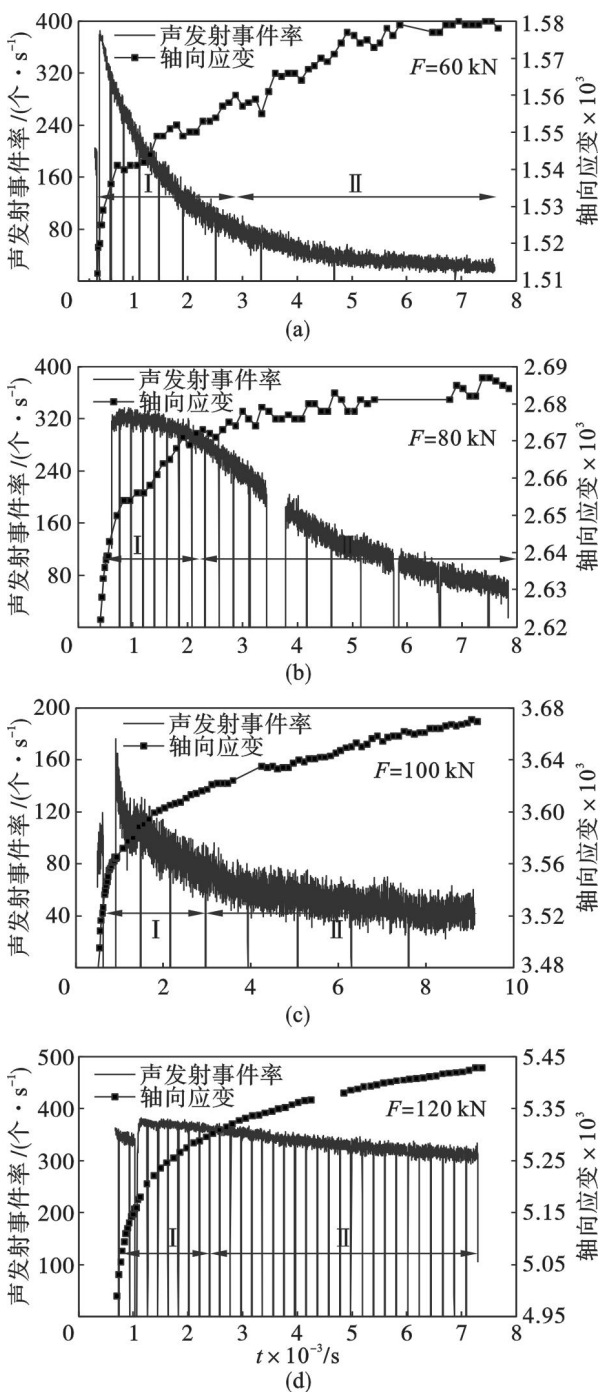 声发射事件率/(个·s⁻¹)
400
320
240
160
80
声发射事件率
轴向应变
F=60 kN
Ⅰ
Ⅱ
1.58
1.57
1.56
1.55
1.54
1.53
1.52
1.51
轴向应变×10³
0 1 2 3 4 5 6 7 8
(a)
声发射事件率/(个·s⁻¹)
400
320
240
160
80
声发射事件率
轴向应变
F=80 kN
Ⅰ
Ⅱ
2.69
2.68
2.67
2.66
2.65
2.64
2.63
2.62
轴向应变×10³
0 1 2 3 4 5 6 7 8
(b)
声发射事件率/(个·s⁻¹)
200
160
120
80
40
声发射事件率
轴向应变
F=100 kN
Ⅰ
Ⅱ
3.68
3.64
3.60
3.56
3.52
3.48
轴向应变×10³
0 2 4 6 8 10
(c)
声发射事件率/(个·s⁻¹)
500
400
300
200
100
声发射事件率
轴向应变
F=120 kN
Ⅰ
Ⅱ
5.45
5.35
5.25
5.15
5.05
4.95
轴向应变×10³
0 1 2 3 4 5 6 7 8
t×10⁻³/s
(d)